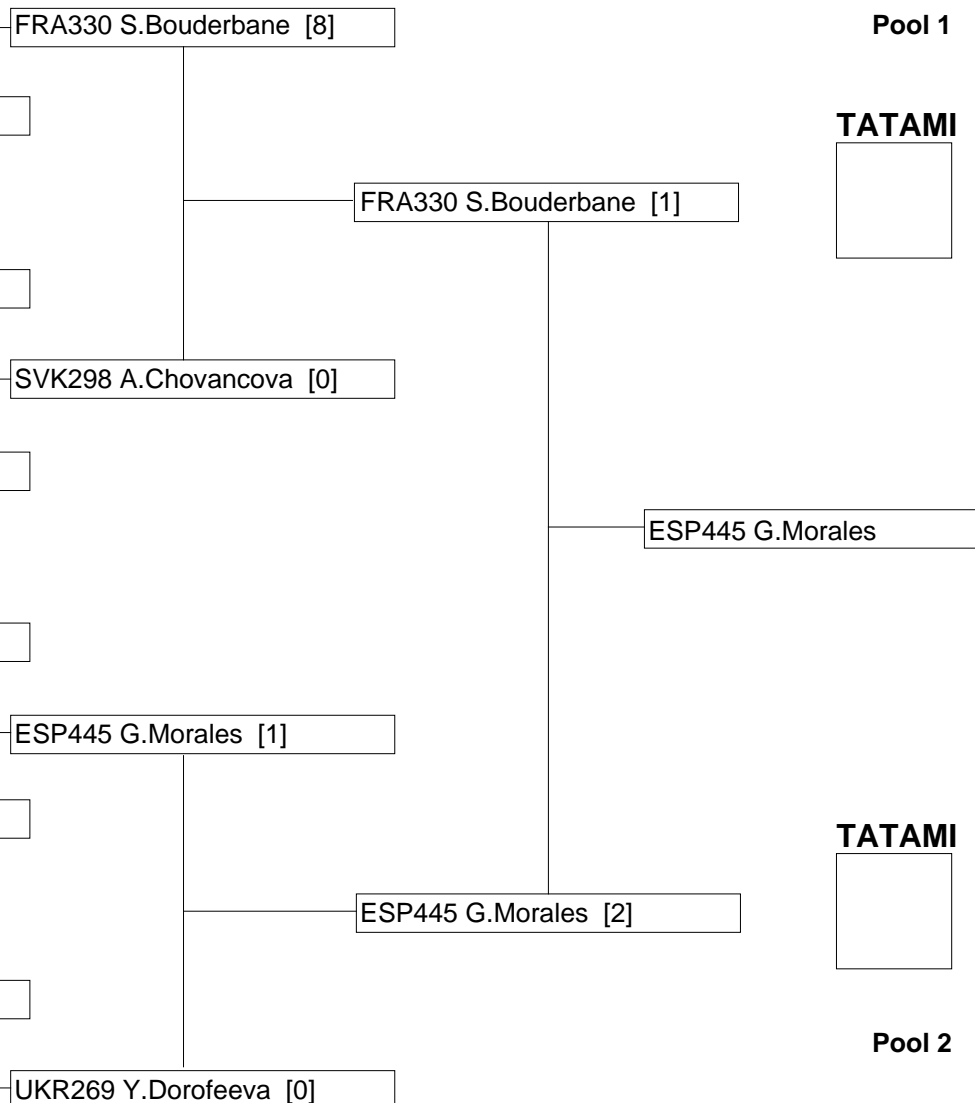 FRA330 S.Bouderbane [8]
Pool 1
TATAMI
FRA330 S.Bouderbane [1]
SVK298 A.Chovancova [0]
ESP445 G.Morales
ESP445 G.Morales [1]
TATAMI
ESP445 G.Morales [2]
Pool 2
UKR269 Y.Dorofeeva [0]